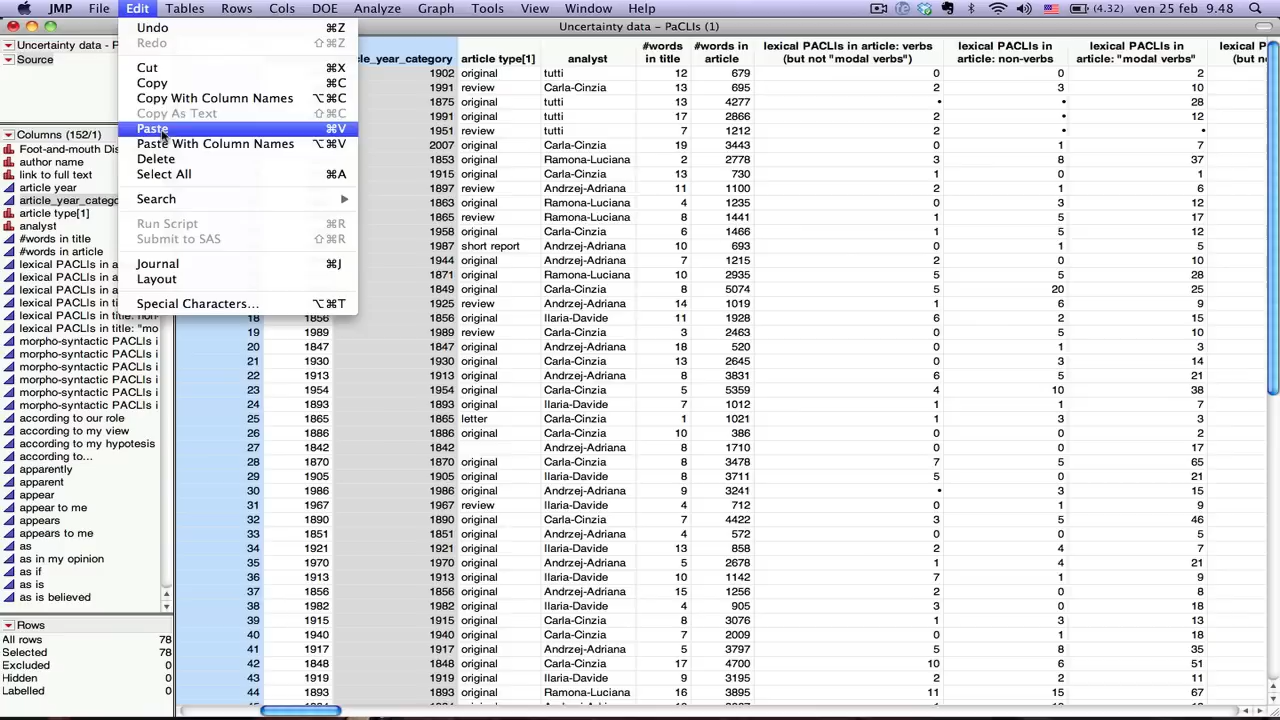 JMP File Edit Tables Rows Cols DOE Analyze Graph Tools View Window Help (4.32) ven 25 feb 9.48
Uncertainty data - PaCLIs (1)
Uncertainty data - P
Source
Columns (152/1)
Foot-and-mouth Dis
author name
link to full text
article year
article_year_catego
article type[1]
analyst
#words in title
#words in article
lexical PACLIs in a
lexical PACLIs in a
lexical PACLIs in a
lexical PACLIs in ti
lexical PACLIs in title: non-
lexical PACLIs in title: "mo
morpho-syntactic PACLIs i
morpho-syntactic PACLIs i
morpho-syntactic PACLIs i
morpho-syntactic PACLIs i
morpho-syntactic PACLIs i
morpho-syntactic PACLIs i
according to our role
according to my view
according to my hypotesis
according to...
apparently
apparent
appear
appear to me
appears
appears to me
as
as in my opinion
as if
as is
as is believed
Rows
All rows 78
Selected 78
Excluded 0
Hidden 0
Labelled 0
Undo ⌘Z
Redo ⇧⌘Z
Cut ⌘X
Copy ⌘C
Copy With Column Names ⌥⌘C
Copy As Text ⇧⌘C
Paste ⌘V
Paste With Column Names ⌥⌘V
Delete
Select All ⌘A
Search
Run Script ⌘R
Submit to SAS ⇧⌘R
Journal ⌘J
Layout
Special Characters... ⌥⌘T
cle_year_category article type[1] analyst #words in title #words in article lexical PACLIs in article: verbs (but not "modal verbs") lexical PACLIs in article: non-verbs lexical PACLIs in article: "modal verbs" lexical P (but no
1902 original tutti 12 679 0 0 2
1991 review Carla-Cinzia 13 695 2 3 10
1875 original tutti 13 4277 • • 28
1991 original tutti 17 2866 2 • 12
1951 review tutti 7 1212 2 • •
2007 original Carla-Cinzia 19 3443 0 1 7
1853 original Ramona-Luciana 2 2778 3 8 37
1915 original Carla-Cinzia 13 730 1 0 1
1897 review Andrzej-Adriana 11 1100 2 1 6
1863 original Ramona-Luciana 4 1235 0 3 12
1865 review Ramona-Luciana 8 1441 1 5 17
1958 original Carla-Cinzia 6 1466 1 5 12
1987 short report Andrzej-Adriana 10 693 0 1 5
1944 original Andrzej-Adriana 7 1215 2 0 10
1871 original Ramona-Luciana 10 2935 5 5 28
1849 original Carla-Cinzia 8 5074 5 20 25
1925 review Andrzej-Adriana 14 1019 1 6 9
18 1856 1856 original Ilaria-Davide 11 1928 6 2 15
19 1989 1989 review Carla-Cinzia 3 2463 0 5 10
20 1847 1847 original Andrzej-Adriana 18 520 0 1 3
21 1930 1930 original Carla-Cinzia 13 2645 0 3 14
22 1913 1913 original Andrzej-Adriana 8 3831 6 5 21
23 1954 1954 original Carla-Cinzia 5 5359 4 10 38
24 1893 1893 original Ilaria-Davide 7 1012 1 1 7
25 1865 1865 letter Carla-Cinzia 1 1021 1 3 3
26 1886 1886 original Carla-Cinzia 10 386 0 0 2
27 1842 1842 Andrzej-Adriana 8 1710 0 0 17
28 1870 1870 original Carla-Cinzia 8 3478 7 5 65
29 1905 1905 original Ilaria-Davide 8 3711 5 0 21
30 1986 1986 original Andrzej-Adriana 9 3241 • 3 15
31 1967 1967 review Ilaria-Davide 4 712 0 1 9
32 1890 1890 original Carla-Cinzia 7 4422 3 5 46
33 1851 1851 original Andrzej-Adriana 4 572 0 0 5
34 1921 1921 original Ilaria-Davide 13 858 2 4 7
35 1970 1970 original Andrzej-Adriana 5 2678 1 4 21
36 1913 1913 original Ilaria-Davide 10 1142 7 1 9
37 1856 1856 original Andrzej-Adriana 15 1256 2 0 8
38 1982 1982 original Ilaria-Davide 4 905 3 0 18
39 1915 1915 original Carla-Cinzia 8 3076 1 3 13
40 1940 1940 original Carla-Cinzia 7 2009 0 1 18
41 1917 1917 original Andrzej-Adriana 5 3797 5 8 35
42 1848 1848 original Carla-Cinzia 17 4700 10 6 51
43 1919 1919 original Ilaria-Davide 9 3195 2 2 11
44 1893 1893 original Ramona-Luciana 16 3895 11 15 67